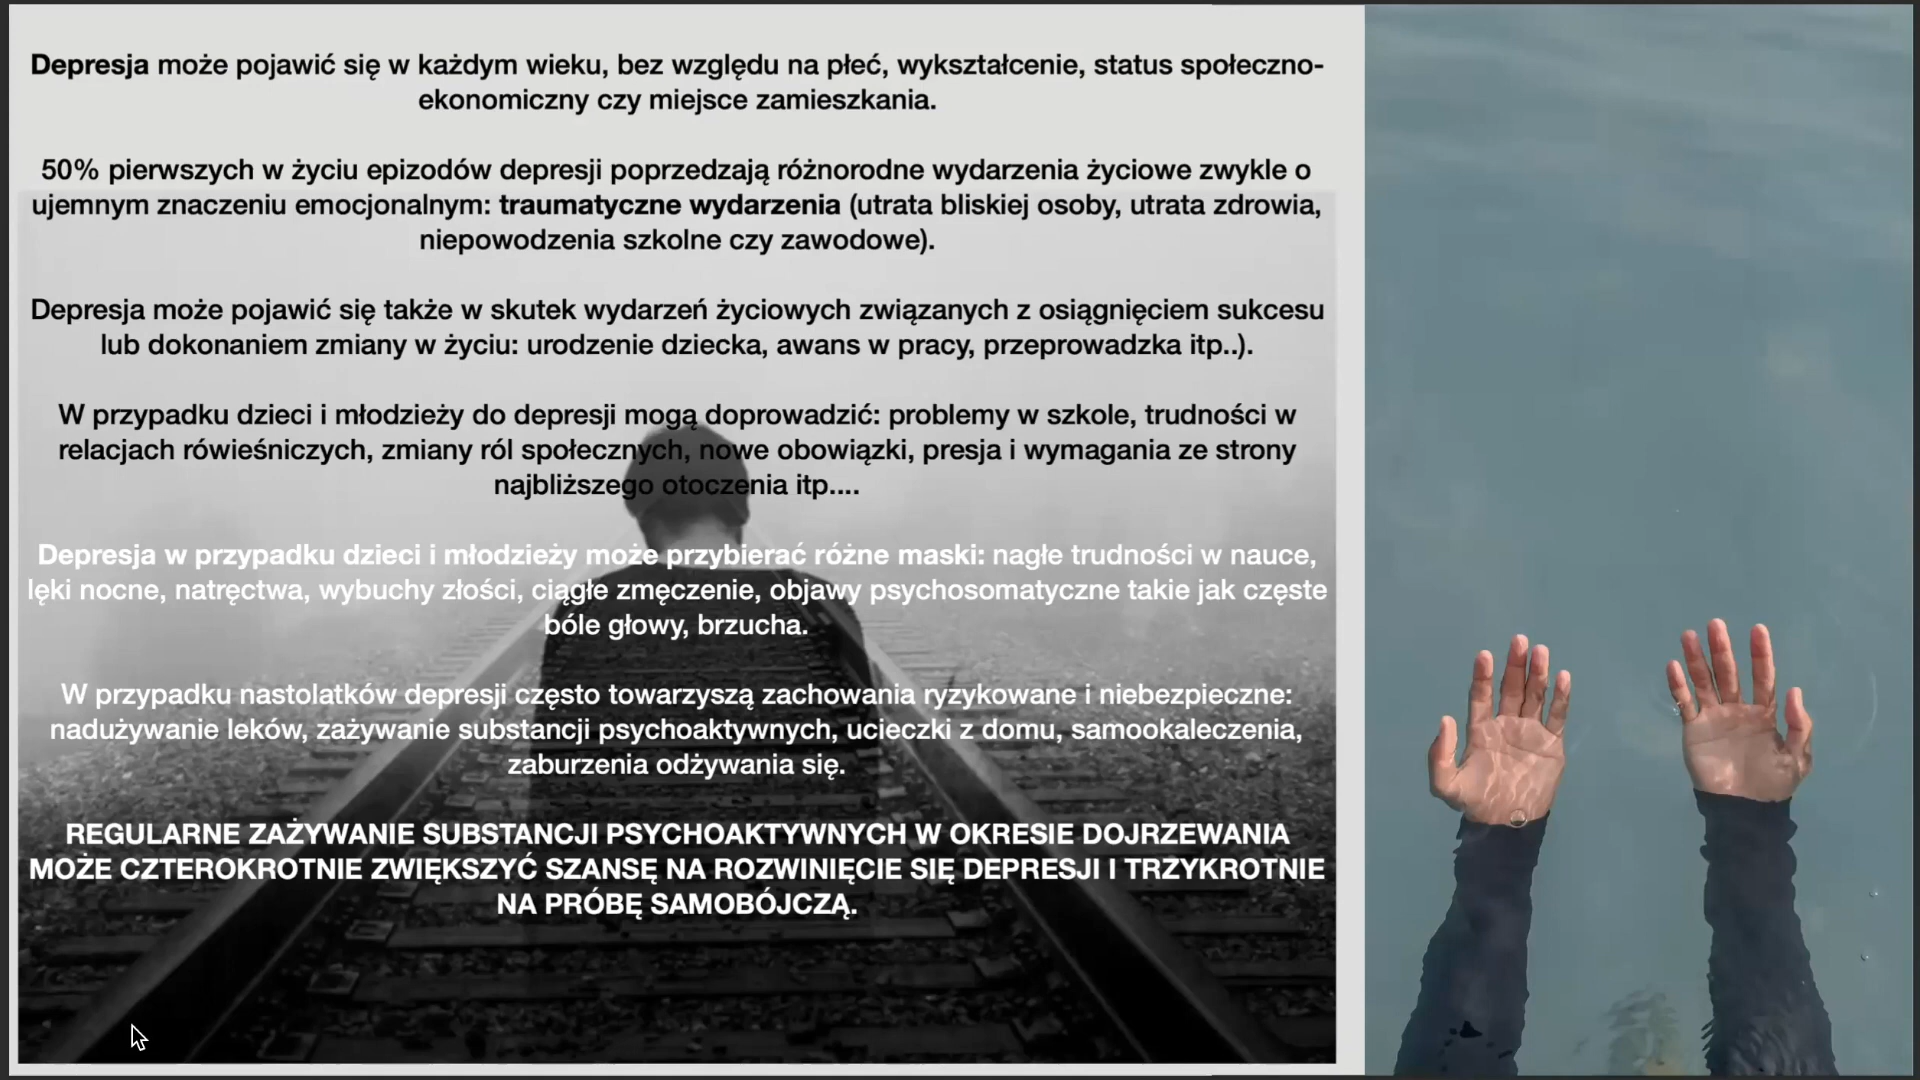 Depresja może pojawić się w każdym wieku, bez względu na płeć, wykształcenie, status społeczno-
ekonomiczny czy miejsce zamieszkania.
50% pierwszych w życiu epizodów depresji poprzedzają różnorodne wydarzenia życiowe zwykle o
ujemnym znaczeniu emocjonalnym: traumatyczne wydarzenia (utrata bliskiej osoby, utrata zdrowia,
niepowodzenia szkolne czy zawodowe).
Depresja może pojawić się także w skutek wydarzeń życiowych związanych z osiągnięciem sukcesu
lub dokonaniem zmiany w życiu: urodzenie dziecka, awans w pracy, przeprowadzka itp..).
W przypadku dzieci i młodzieży do depresji mogą doprowadzić: problemy w szkole, trudności w
relacjach rówieśniczych, zmiany ról społecznych, nowe obowiązki, presja i wymagania ze strony
najbliższego otoczenia itp....
Depresja w przypadku dzieci i młodzieży może przybierać różne maski: nagłe trudności w nauce,
lęki nocne, natręctwa, wybuchy złości, ciągłe zmęczenie, objawy psychosomatyczne takie jak częste
bóle głowy, brzucha.
W przypadku nastolatków depresji często towarzyszą zachowania ryzykowane i niebezpieczne:
nadużywanie leków, zażywanie substancji psychoaktywnych, ucieczki z domu, samookaleczenia,
zaburzenia odżywania się.
REGULARNE ZAŻYWANIE SUBSTANCJI PSYCHOAKTYWNYCH W OKRESIE DOJRZEWANIA
MOŻE CZTEROKROTNIE ZWIĘKSZYĆ SZANSĘ NA ROZWINIĘCIE SIĘ DEPRESJI I TRZYKROTNIE
NA PRÓBĘ SAMOBÓJCZĄ.